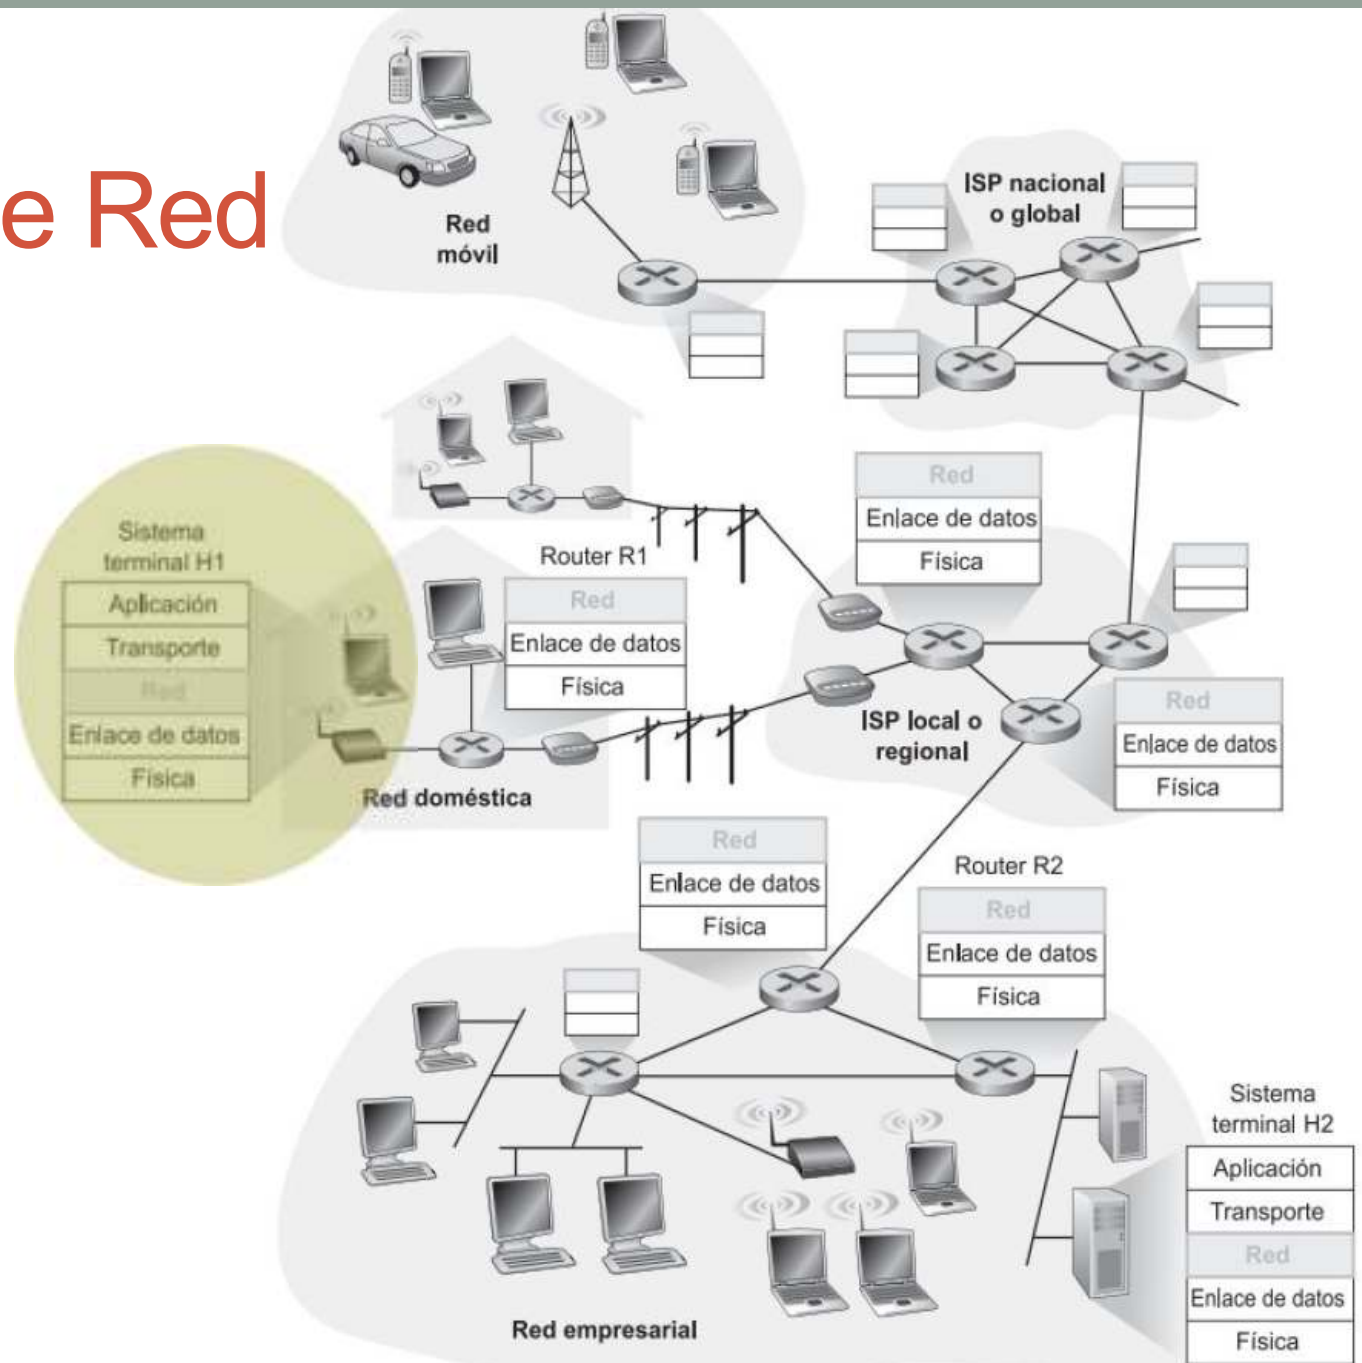 e Red
Red
móvil
ISP nacional
o global
Sistema
terminal H1
Aplicación
Transporte
Red
Enlace de datos
Física
Router R1
Red
Enlace de datos
Física
Red doméstica
Red
Enlace de datos
Física
ISP local o
regional
Red
Enlace de datos
Física
Red
Enlace de datos
Física
Router R2
Red
Enlace de datos
Física
Sistema
terminal H2
Aplicación
Transporte
Red
Enlace de datos
Física
Red empresarial